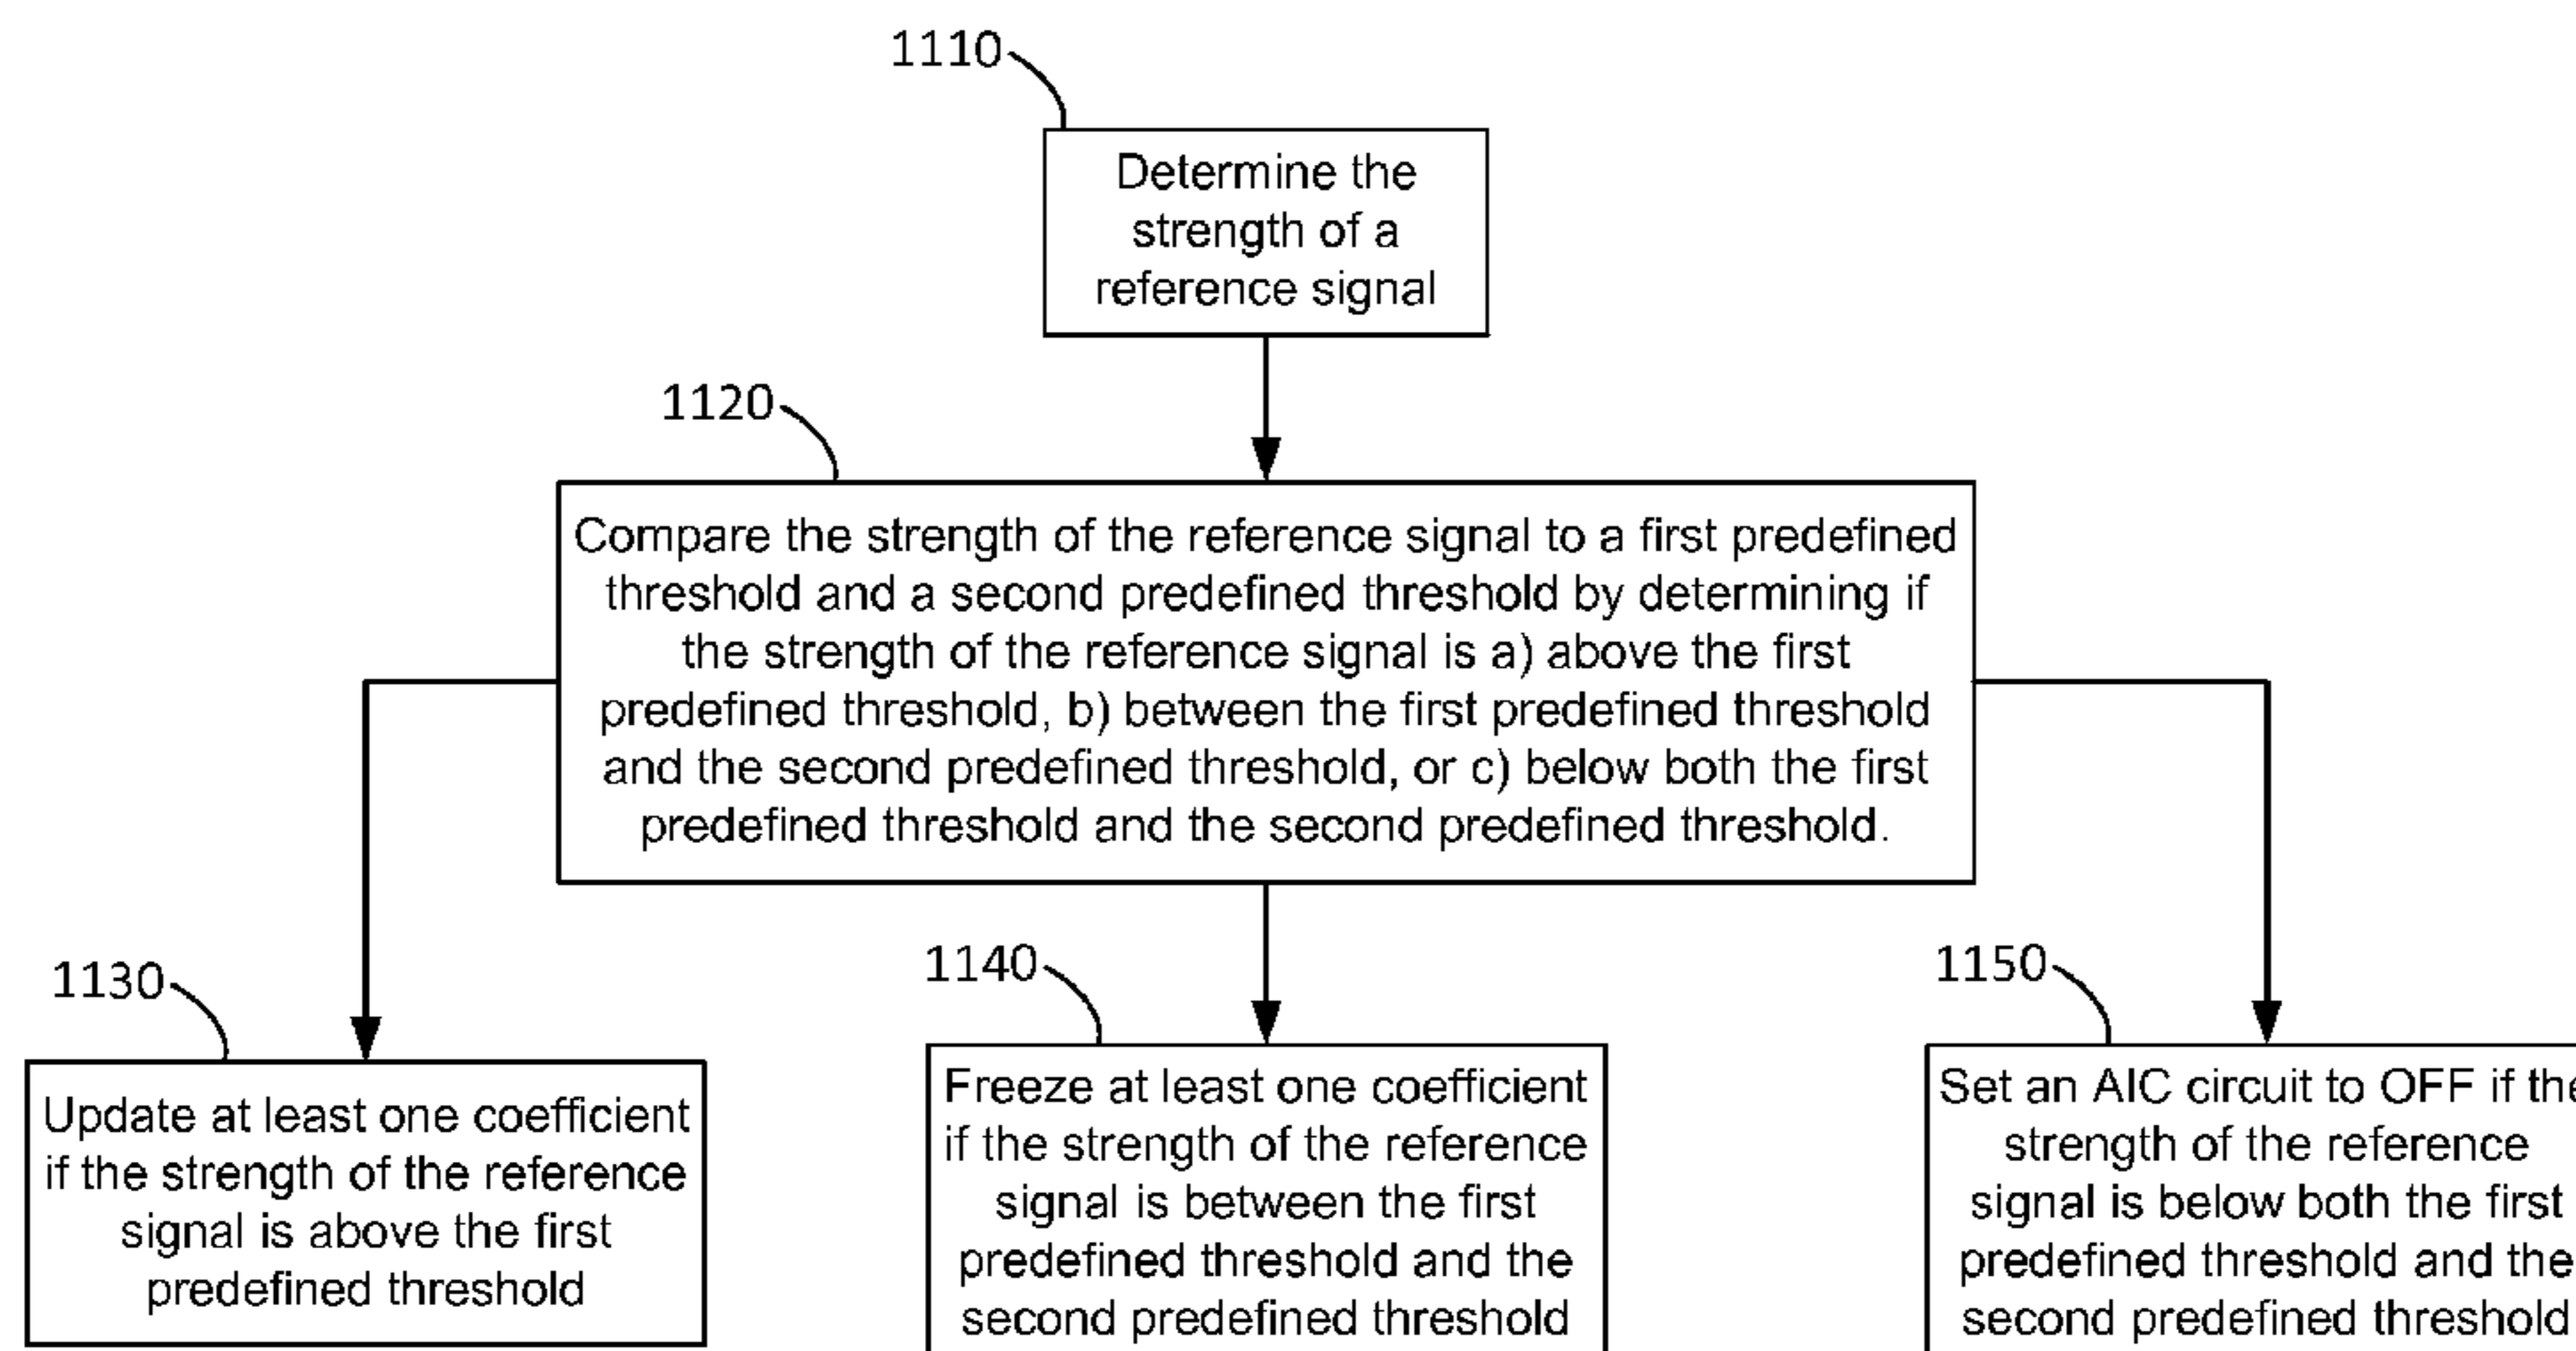 1110
Determine the
strength of a
reference signal
1120
Compare the strength of the reference signal to a first predefined
threshold and a second predefined threshold by determining if
the strength of the reference signal is a) above the first
predefined threshold, b) between the first predefined threshold
and the second predefined threshold, or c) below both the first
predefined threshold and the second predefined threshold.
1130
Update at least one coefficient
if the strength of the reference
signal is above the first
predefined threshold
1140
Freeze at least one coefficient
if the strength of the reference
signal is between the first
predefined threshold and the
second predefined threshold
1150
Set an AIC circuit to OFF if the
strength of the reference
signal is below both the first
predefined threshold and the
second predefined threshold